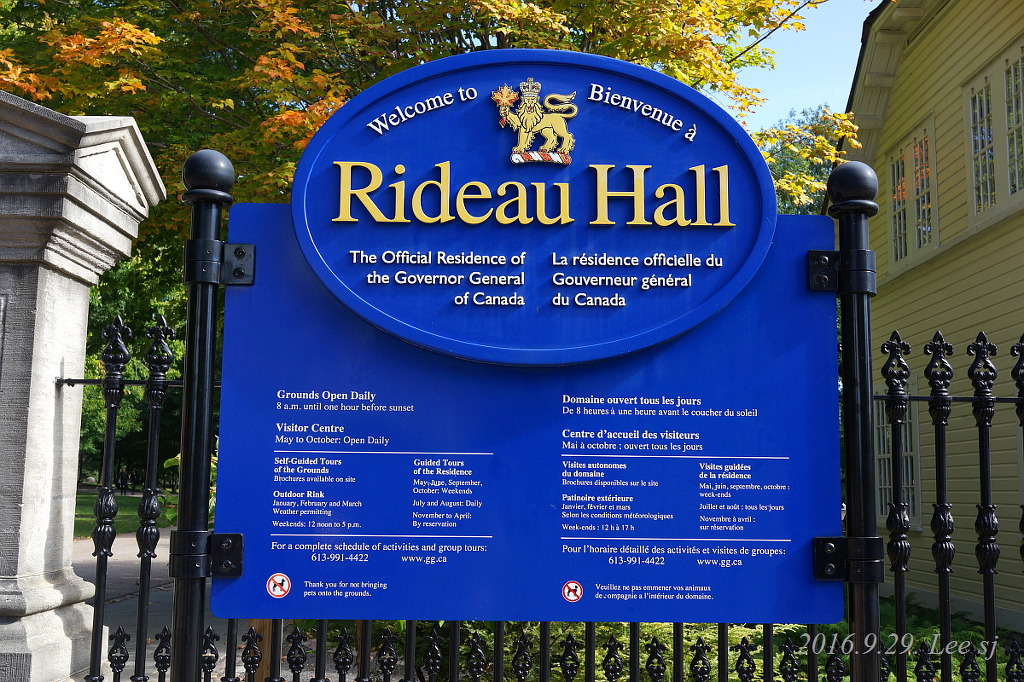 Welcome to
Bienvenue à
Rideau Hall
The Official Residence of
the Governor General
of Canada
La résidence officielle du
Gouverneur général
du Canada
Grounds Open Daily
8 a.m. until one hour before sunset
Visitor Centre
May to October: Open Daily
Self-Guided Tours
of the Grounds
Brochures available on site
Outdoor Rink
January, February and March
Weather permitting
Weekends: 12 noon to 5 p.m.
Guided Tours
of the Residence
May, June, September,
October: Weekends
July and August: Daily
November to April:
By reservation
For a complete schedule of activities and group tours:
613-991-4422 www.gg.ca
Thank you for not bringing
pets onto the grounds.
Domaine ouvert tous les jours
De 8 heures à une heure avant le coucher du soleil
Centre d'accueil des visiteurs
Mai à octobre : ouvert tous les jours
Visites autonomes
du domaine
Brochures disponibles sur le site
Patinoire extérieure
Janvier, février et mars
Selon les conditions météorologiques
Week-ends : 12 h à 17 h
Visites guidées
de la résidence
Mai, juin, septembre, octobre :
week-ends
Juillet et août : tous les jours
Novembre à avril :
sur réservation
Pour l'horaire détaillé des activités et visites de groupes:
613-991-4422 www.gg.ca
Veuillez ne pas emmener vos animaux
de compagnie a l'intérieur du domaine.
2016.9.29. Lee sj